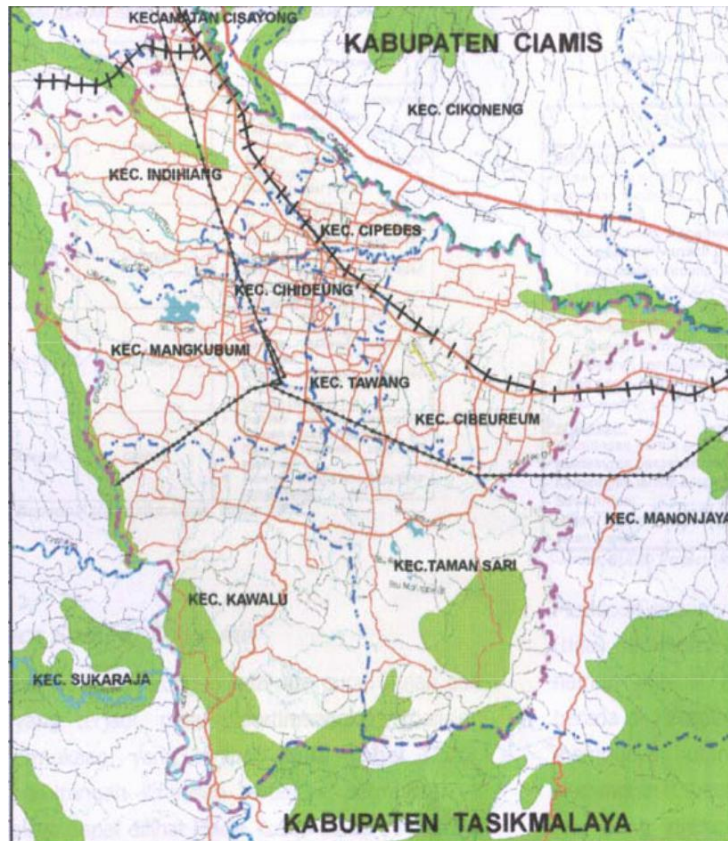 KECAMATAN CISAYONG
KABUPATEN CIAMIS
KEC. CIKONENG
KEC. INDIHIANG
KEC. CIPEDES
KEC. CIHIDEUNG
KEC. MANGKUBUMI
KEC. TAWANG
KEC. CIBEUREUM
KEC. MANONJAYA
KEC.TAMAN SARI
KEC. KAWALU
KEC. SUKARAJA
KABUPATEN TASIKMALAYA